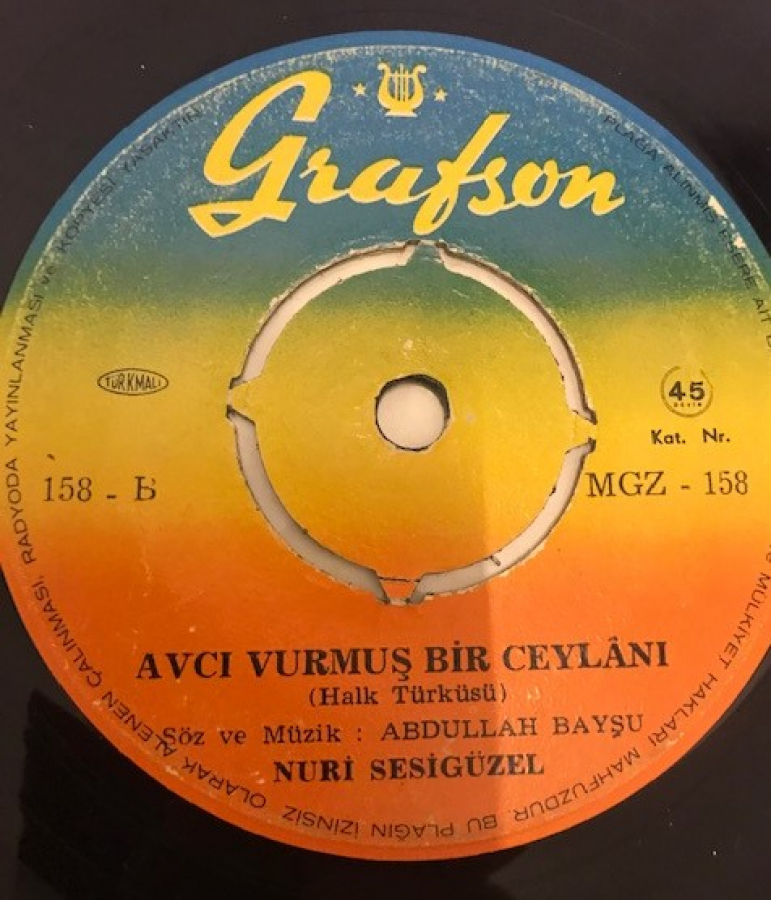 Grafson
TÜRKMALI
45
DEVİR
Kat. Nr.
158 - B
MGZ - 158
AVCI VURMUŞ BİR CEYLÂNI
(Halk Türküsü)
Söz ve Müzik : ABDULLAH BAYŞU
NURİ SESİGÜZEL
PLAĞA ALINMIŞ ESERE AİT
MÜLKİYET HAKLARI MAHFUZDUR. BU PLAĞIN İZİNSİZ OLARAK ALENEN ÇALINMASI, RADYODA YAYINLANMASI ve KOPYESİ YASAKTIR.